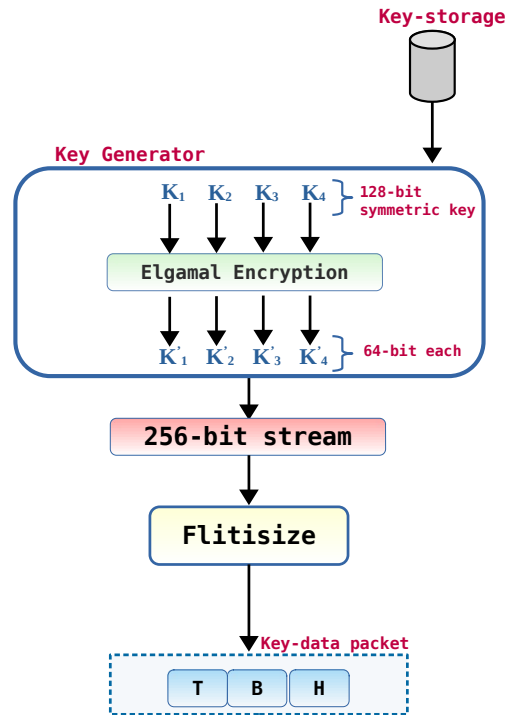 Key-storage
Key Generator
K1 K2 K3 K4
128-bit
symmetric key
Elgamal Encryption
K'1 K'2 K'3 K'4
64-bit each
256-bit stream
Flitisize
Key-data packet
T B H